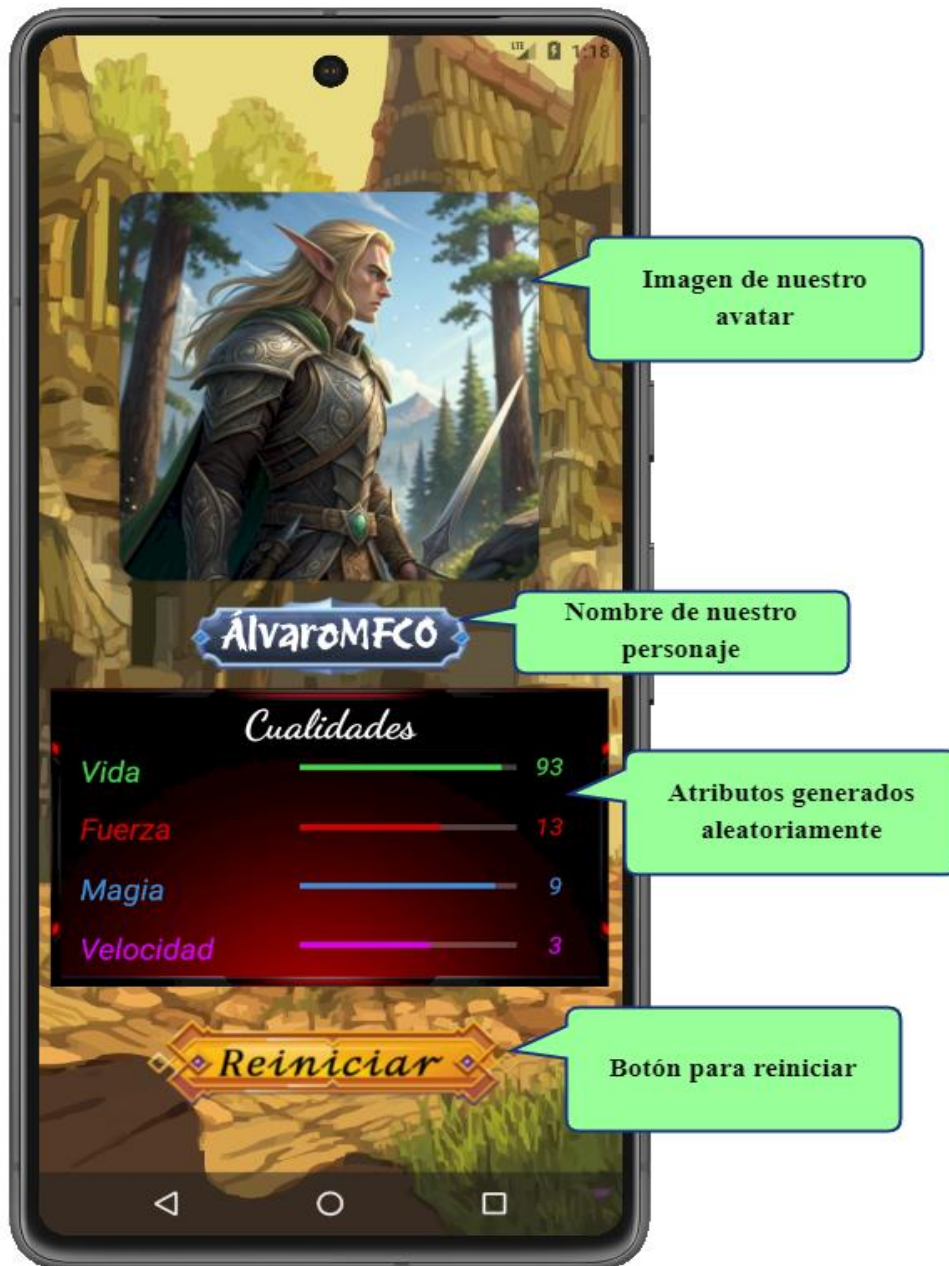 LTE 1:18
Imagen de nuestro
avatar
ÁlvaroMFCO
Nombre de nuestro
personaje
Cualidades
Vida 93
Fuerza 13
Magia 9
Velocidad 3
Atributos generados
aleatoriamente
Reiniciar
Botón para reiniciar